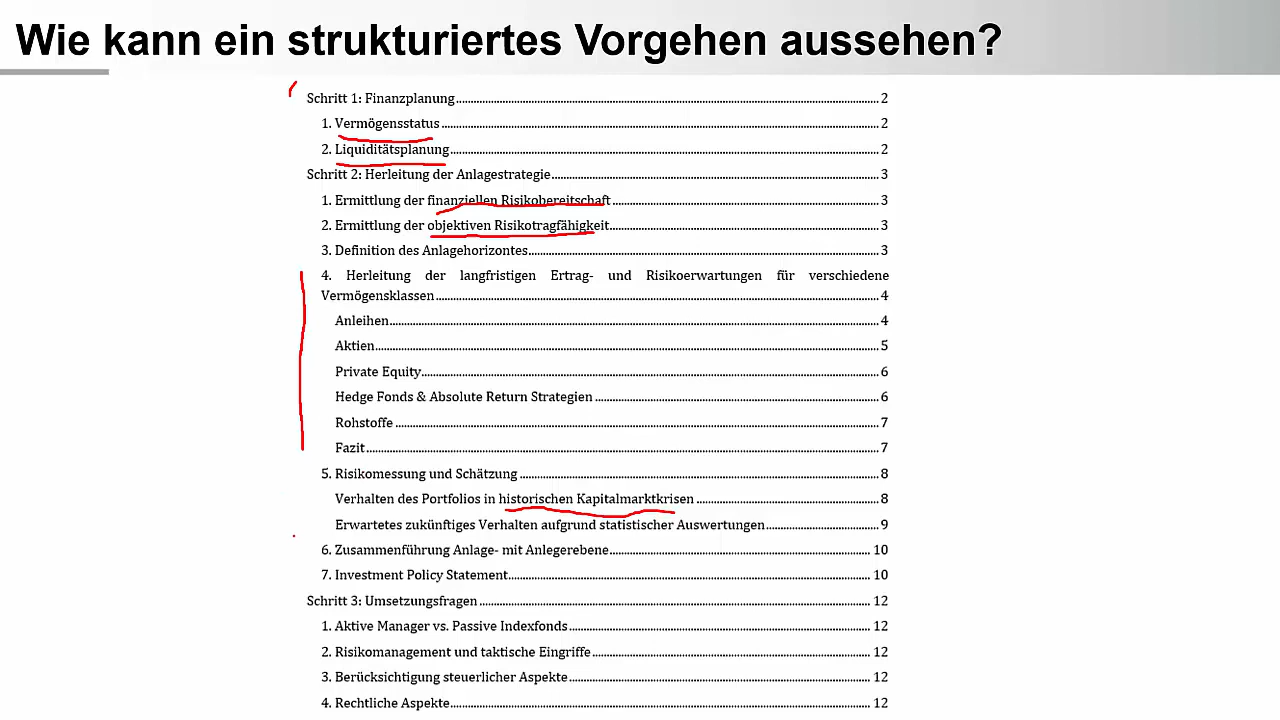 Wie kann ein strukturiertes Vorgehen aussehen?
Schritt 1: Finanzplanung 2
1. Vermögensstatus 2
2. Liquiditätsplanung 2
Schritt 2: Herleitung der Anlagestrategie 3
1. Ermittlung der finanziellen Risikobereitschaft 3
2. Ermittlung der objektiven Risikotragfähigkeit 3
3. Definition des Anlagehorizontes 3
4. Herleitung der langfristigen Ertrag- und Risikoerwartungen für verschiedene
Vermögensklassen 4
Anleihen 4
Aktien 5
Private Equity 6
Hedge Fonds & Absolute Return Strategien 6
Rohstoffe 7
Fazit 7
5. Risikomessung und Schätzung 8
Verhalten des Portfolios in historischen Kapitalmarktkrisen 8
Erwartetes zukünftiges Verhalten aufgrund statistischer Auswertungen 9
6. Zusammenführung Anlage- mit Anlegerebene 10
7. Investment Policy Statement 10
Schritt 3: Umsetzungsfragen 12
1. Aktive Manager vs. Passive Indexfonds 12
2. Risikomanagement und taktische Eingriffe 12
3. Berücksichtigung steuerlicher Aspekte 12
4. Rechtliche Aspekte 12